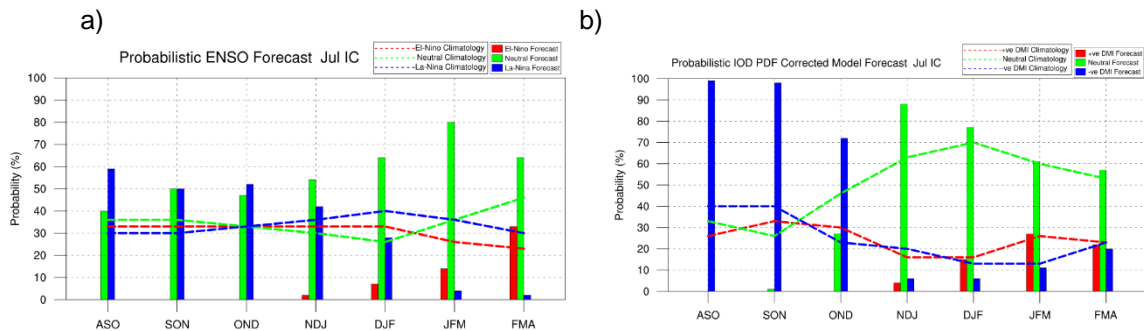 a)
Probabilistic ENSO Forecast Jul IC
El-Nino Climatology
Neutral Climatology
La-Nina Climatology
El-Nino Forecast
Neutral Forecast
La-Nina Forecast
Probability (%)
100
90
80
70
60
50
40
30
20
10
0
ASO SON OND NDJ DJF JFM FMA
b)
Probabilistic IOD PDF Corrected Model Forecast Jul IC
+ve DMI Climatology
Neutral Climatology
-ve DMI Climatology
+ve DMI Forecast
Neutral Forecast
-ve DMI Forecast
Probability (%)
100
90
80
70
60
50
40
30
20
10
0
ASO SON OND NDJ DJF JFM FMA